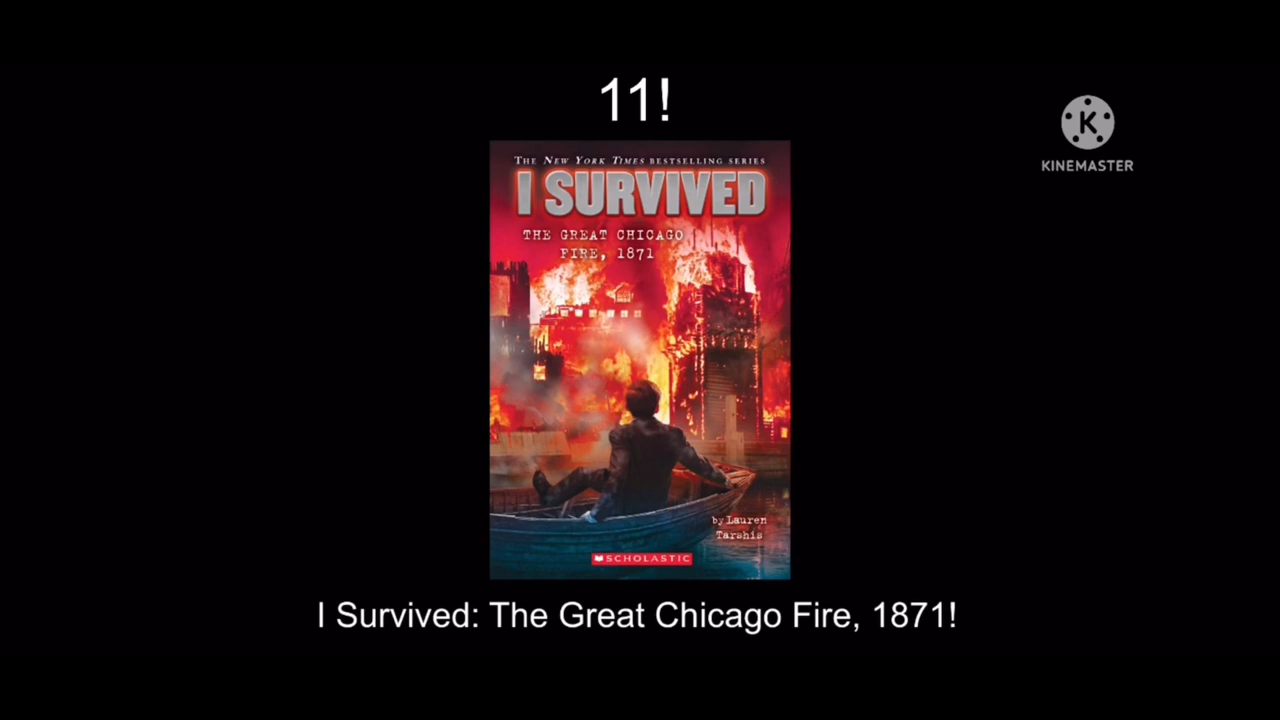 11!
KINEMASTER
THE NEW YORK TIMES BESTSELLING SERIES
I SURVIVED
THE GREAT CHICAGO
FIRE, 1871
by Lauren
Tarshis
SCHOLASTIC
I Survived: The Great Chicago Fire, 1871!